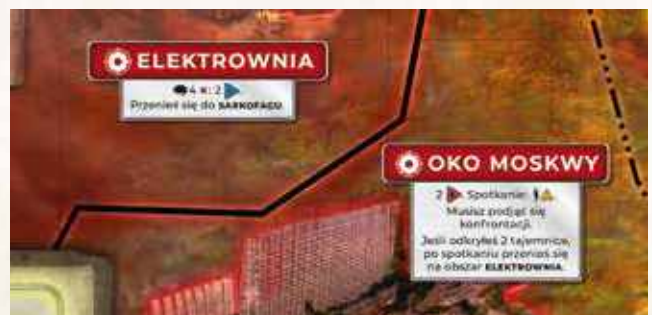 ELEKTROWNIA
4 K: 2
Przenieś się do SARKOFAGU.
OKO MOSKWY
2 Spotkanie: 1
Musisz podjąć się
konfrontacji.
Jeśli odkryłeś 2 tajemnice,
po spotkaniu przenieś się
na obszar ELEKTROWNIA.